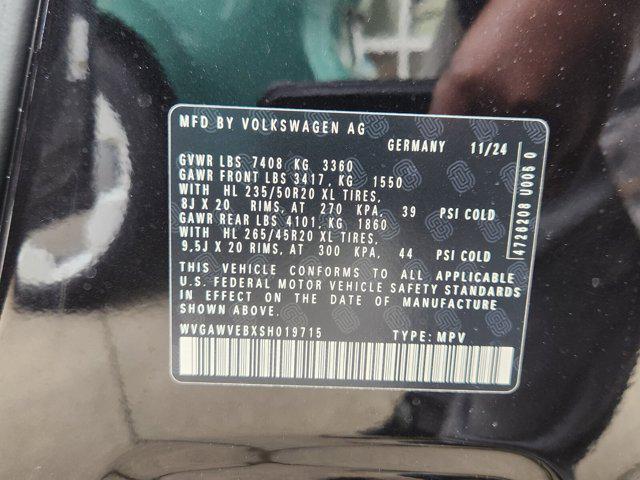 MFD BY VOLKSWAGEN AG
GERMANY 11/24
GVWR LBS 7408 KG 3360
GAWR FRONT LBS 3417, KG 1550
WITH HL 235/50R20 XL TIRES,
8J X 20 RIMS, AT 270 KPA, 39 PSI COLD
GAWR REAR LBS 4101, KG 1860
WITH HL 265/45R20 XL TIRES,
9,5J X 20 RIMS, AT 300 KPA, 44 PSI COLD
THIS VEHICLE CONFORMS TO ALL APPLICABLE
U.S. FEDERAL MOTOR VEHICLE SAFETY STANDARDS
IN EFFECT ON THE DATE OF MANUFACTURE
SHOWN ABOVE.
WVGAWVEBXSH019715 TYPE: MPV
4726208 U005 0